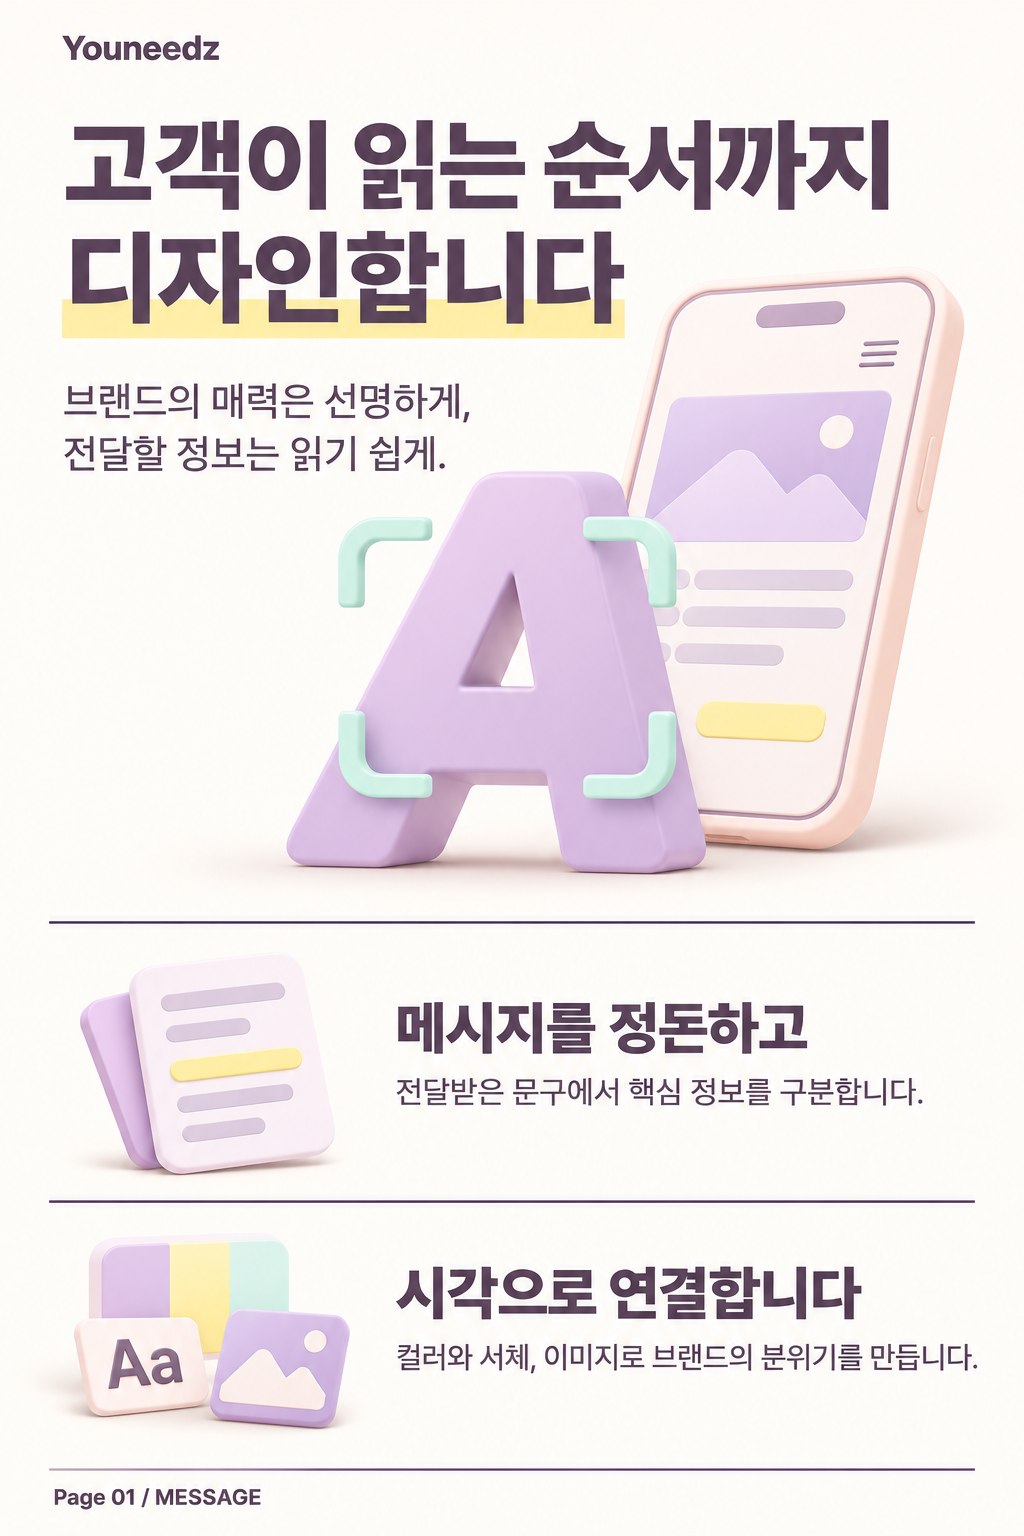 Youneedz
고객이 읽는 순서까지
디자인합니다
브랜드의 매력은 선명하게,
전달할 정보는 읽기 쉽게.
A
메시지를 정돈하고
전달받은 문구에서 핵심 정보를 구분합니다.
Aa
시각으로 연결합니다
컬러와 서체, 이미지로 브랜드의 분위기를 만듭니다.
Page 01 / MESSAGE